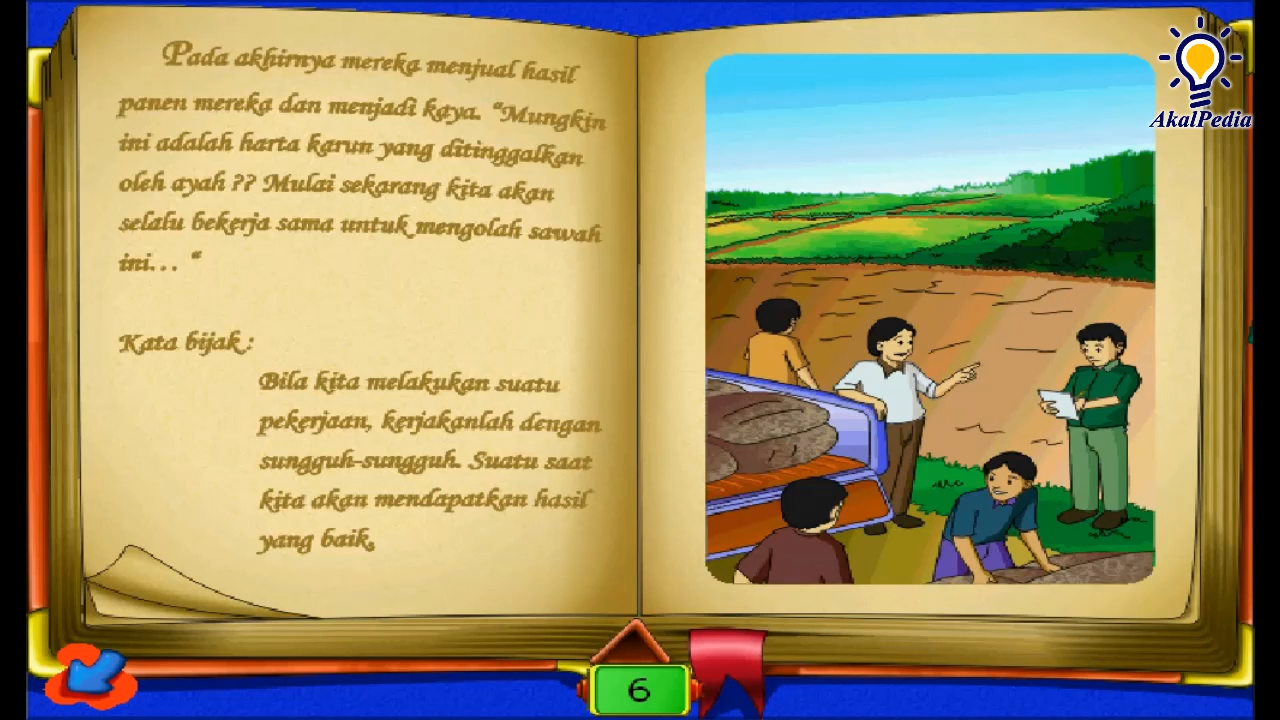 Pada akhirnya mereka menjual hasil
panen mereka dan menjadi kaya. "Mungkin
ini adalah harta karun yang ditinggalkan
oleh ayah ?? Mulai sekarang kita akan
selalu bekerja sama untuk mengolah sawah
ini... "
Kata bijak :
Bila kita melakukan suatu
pekerjaan, kerjakanlah dengan
sungguh-sungguh. Suatu saat
kita akan mendapatkan hasil
yang baik.
AkalPedia
6